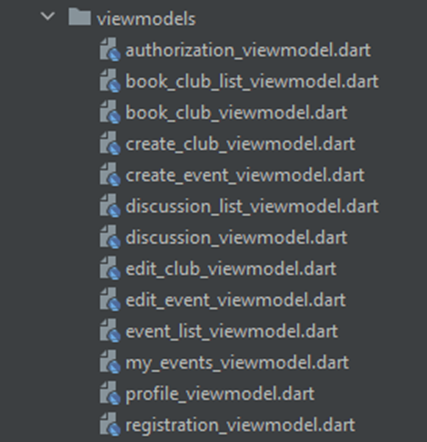 viewmodels
authorization_viewmodel.dart
book_club_list_viewmodel.dart
book_club_viewmodel.dart
create_club_viewmodel.dart
create_event_viewmodel.dart
discussion_list_viewmodel.dart
discussion_viewmodel.dart
edit_club_viewmodel.dart
edit_event_viewmodel.dart
event_list_viewmodel.dart
my_events_viewmodel.dart
profile_viewmodel.dart
registration_viewmodel.dart